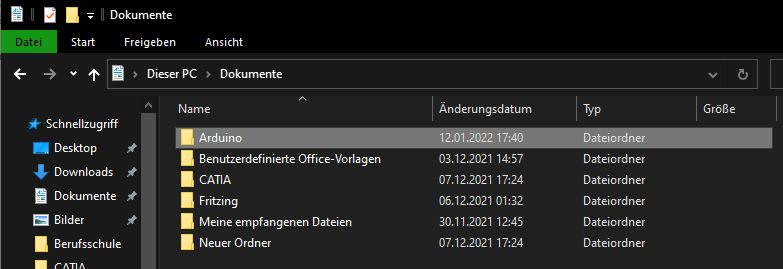 Dokumente
Datei Start Freigeben Ansicht
Dieser PC Dokumente
Name Änderungsdatum Typ Größe
Schnellzugriff
Desktop
Downloads
Dokumente
Bilder
Berufsschule
CATIA
Arduino 12.01.2022 17:40 Dateiordner
Benutzerdefinierte Office-Vorlagen 03.12.2021 14:57 Dateiordner
CATIA 07.12.2021 17:24 Dateiordner
Fritzing 06.12.2021 01:32 Dateiordner
Meine empfangenen Dateien 30.11.2021 12:45 Dateiordner
Neuer Ordner 07.12.2021 17:24 Dateiordner